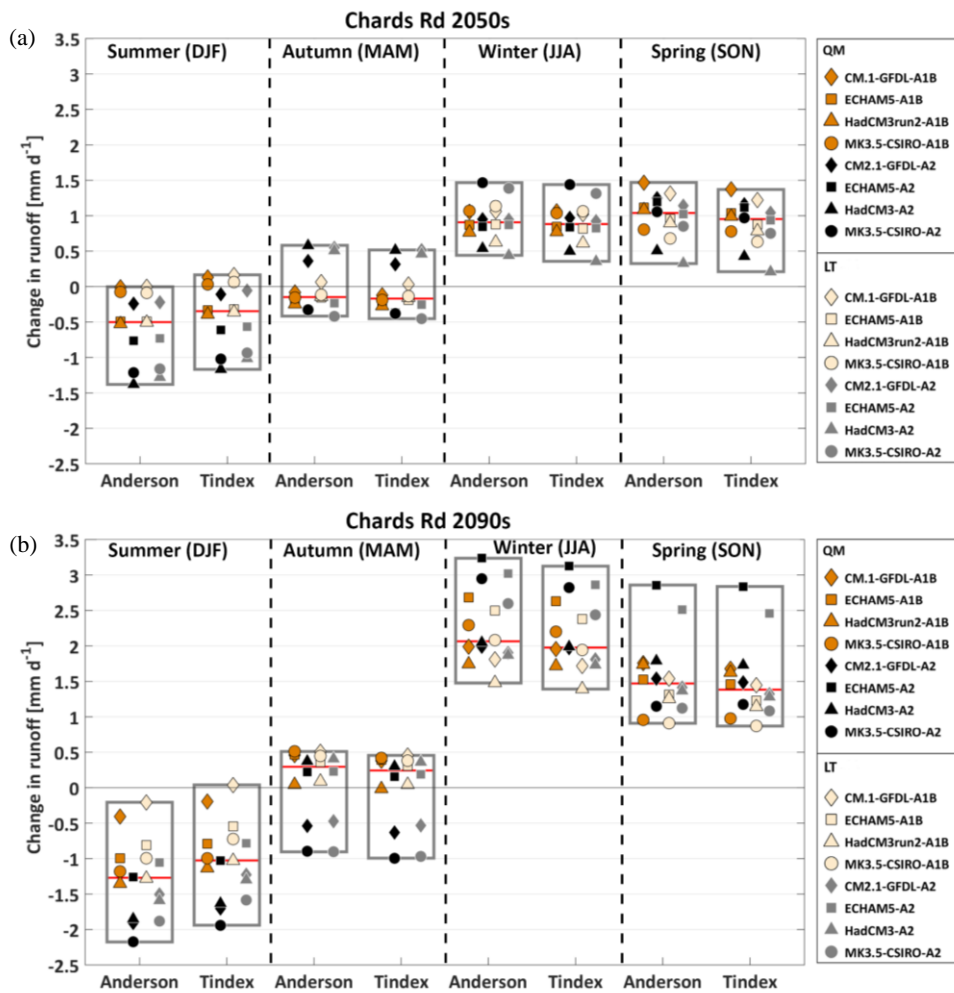 (a)
Chards Rd 2050s
Summer (DJF)
Autumn (MAM)
Winter (JJA)
Spring (SON)
Change in runoff [mm d⁻¹]
3.5
3
2.5
2
1.5
1
0.5
0
-0.5
-1
-1.5
-2
-2.5
Anderson
Tindex
Anderson
Tindex
Anderson
Tindex
Anderson
Tindex
QM
CM.1-GFDL-A1B
ECHAM5-A1B
HadCM3run2-A1B
MK3.5-CSIRO-A1B
CM2.1-GFDL-A2
ECHAM5-A2
HadCM3-A2
MK3.5-CSIRO-A2
LT
CM.1-GFDL-A1B
ECHAM5-A1B
HadCM3run2-A1B
MK3.5-CSIRO-A1B
CM2.1-GFDL-A2
ECHAM5-A2
HadCM3-A2
MK3.5-CSIRO-A2
(b)
Chards Rd 2090s
Summer (DJF)
Autumn (MAM)
Winter (JJA)
Spring (SON)
Change in runoff [mm d⁻¹]
3.5
3
2.5
2
1.5
1
0.5
0
-0.5
-1
-1.5
-2
-2.5
Anderson
Tindex
Anderson
Tindex
Anderson
Tindex
Anderson
Tindex
QM
CM.1-GFDL-A1B
ECHAM5-A1B
HadCM3run2-A1B
MK3.5-CSIRO-A1B
CM2.1-GFDL-A2
ECHAM5-A2
HadCM3-A2
MK3.5-CSIRO-A2
LT
CM.1-GFDL-A1B
ECHAM5-A1B
HadCM3run2-A1B
MK3.5-CSIRO-A1B
CM2.1-GFDL-A2
ECHAM5-A2
HadCM3-A2
MK3.5-CSIRO-A2